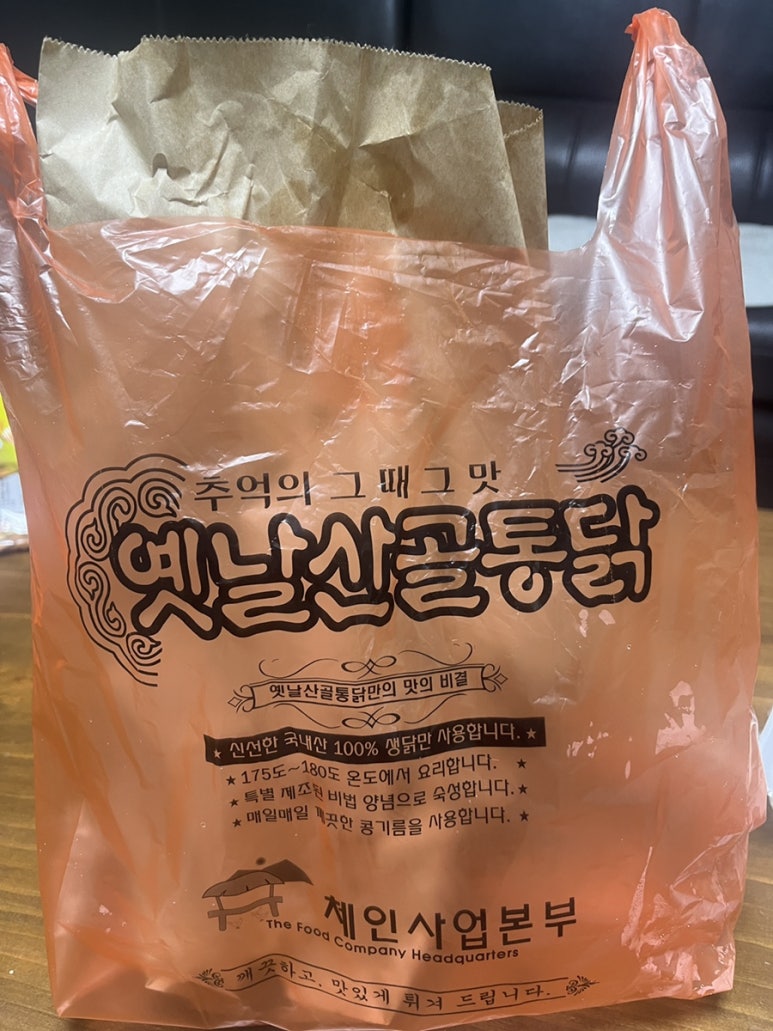 추억의 그 때 그 맛
옛날산골통닭
옛날산골통닭만의 맛의 비결
★ 신선한 국내산 100% 생닭만 사용합니다. ★
★ 175도~180도 온도에서 요리합니다. ★
★ 특별 제조된 비법 양념으로 숙성합니다. ★
★ 매일매일 깨끗한 콩기름을 사용합니다. ★
체인사업본부
The Food Company Headquarters
깨끗하고, 맛있게 튀겨 드립니다.